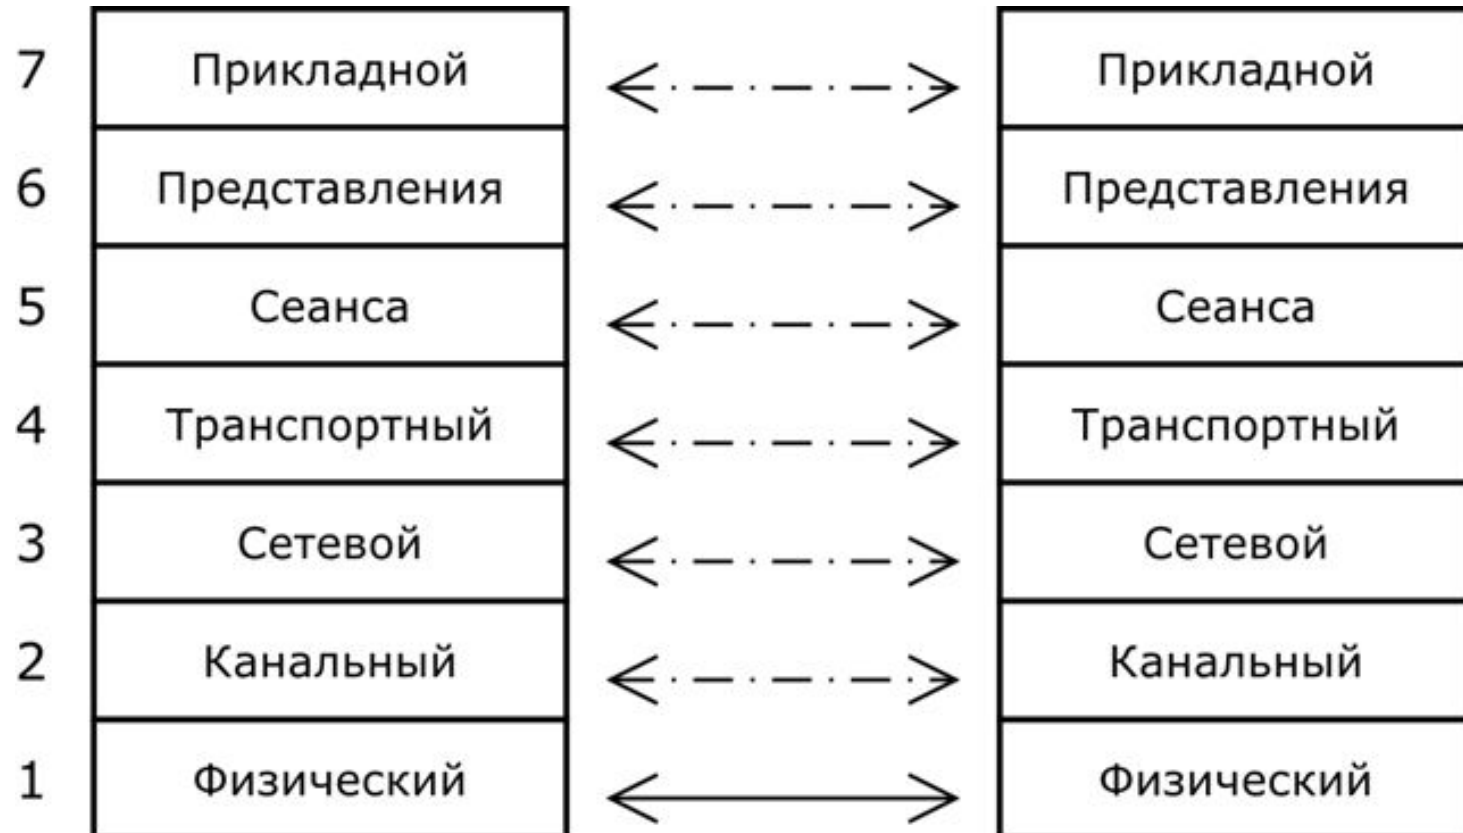 7 Прикладной Прикладной
6 Представления Представления
5 Сеанса Сеанса
4 Транспортный Транспортный
3 Сетевой Сетевой
2 Канальный Канальный
1 Физический Физический